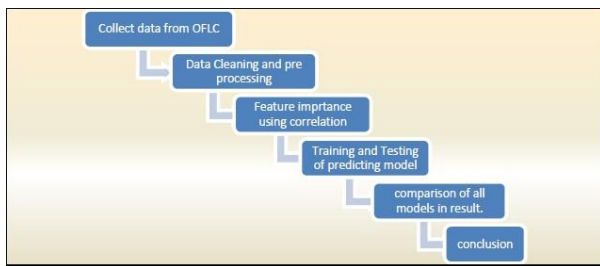 Collect data from OFLC
Data Cleaning and pre
processing
Feature imprtance
using correlation
Training and Testing
of predicting model
comparison of all
models in result.
conclusion